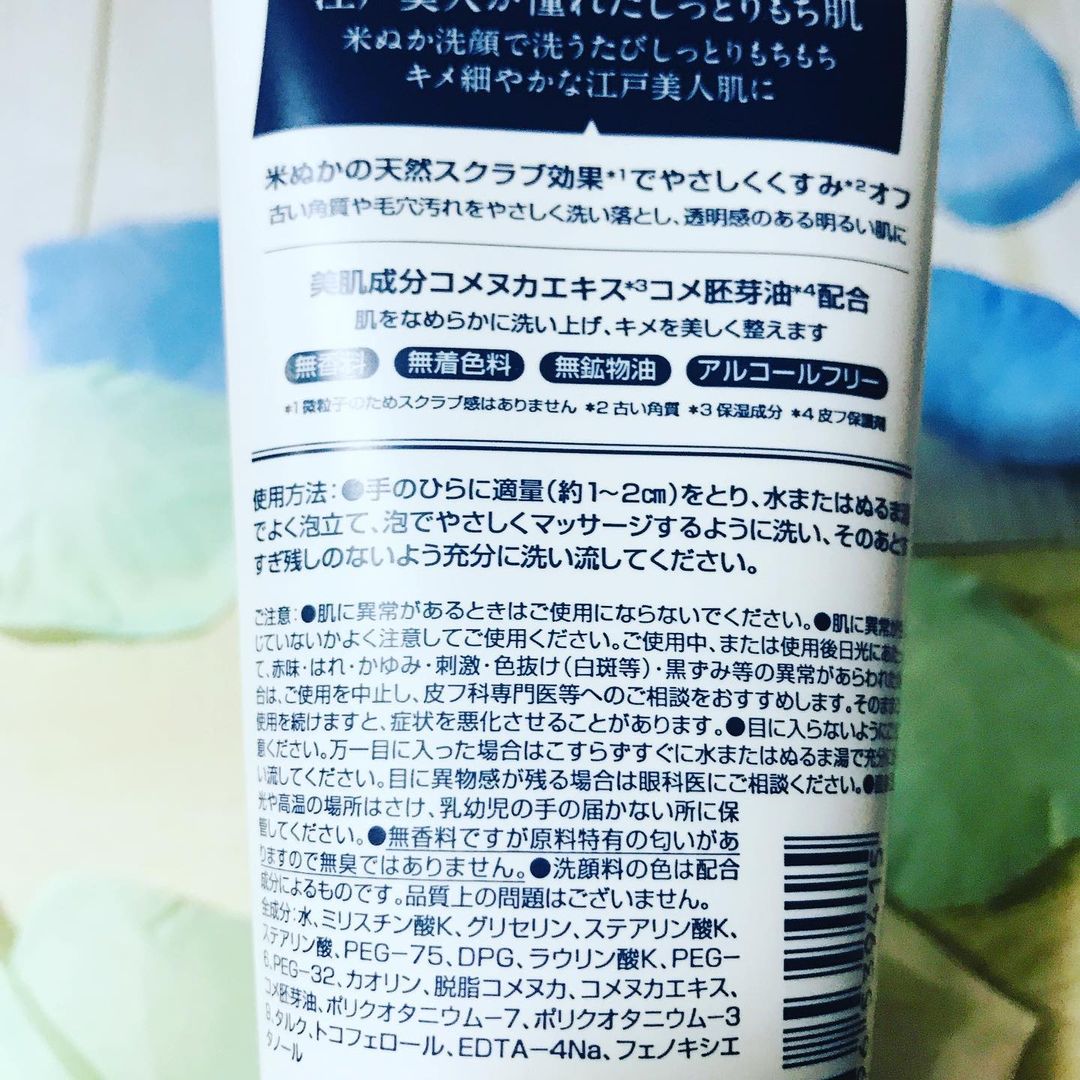 江戸美人が憧れたしっとりもち肌
米ぬか洗顔で洗うたびしっとりもちもち
キメ細やかな江戸美人肌に
米ぬかの天然スクラブ効果*1でやさしくくすみ*2オフ
古い角質や毛穴汚れをやさしく洗い落とし、透明感のある明るい肌に
美肌成分コメヌカエキス*3コメ胚芽油*4配合
肌をなめらかに洗い上げ、キメを美しく整えます
無香料 無着色料 無鉱物油 アルコールフリー
*1 微粒子のためスクラブ感はありません *2 古い角質 *3 保湿成分 *4 皮フ保護剤
使用方法：●手のひらに適量(約1〜2cm)をとり、水またはぬるま
でよく泡立て、泡でやさしくマッサージするように洗い、そのあとす
すぎ残しのないよう充分に洗い流してください。
ご注意：●肌に異常があるときはご使用にならないでください。●肌に異常が
じていないかよく注意してご使用ください。ご使用中、または使用後日光にあたっ
て、赤味・はれ・かゆみ・刺激・色抜け(白斑等)・黒ずみ等の異常があらわれた
合は、ご使用を中止し、皮フ科専門医等へのご相談をおすすめします。そのまま
使用を続けますと、症状を悪化させることがあります。●目に入らないように
意ください。万一目に入った場合はこすらずすぐに水またはぬるま湯で充分に
い流してください。目に異物感が残る場合は眼科医にご相談ください。●
光や高温の場所はさけ、乳幼児の手の届かない所に保
管してください。●無香料ですが原料特有の匂いがあ
りますので無臭ではありません。●洗顔料の色は配合
成分によるものです。品質上の問題はございません。
全成分：水、ミリスチン酸K、グリセリン、ステアリン酸K、
ステアリン酸、PEG-75、DPG、ラウリン酸K、PEG-
6、PEG-32、カオリン、脱脂コメヌカ、コメヌカエキス、
コメ胚芽油、ポリクオタニウム-7、ポリクオタニウム-3
9、タルク、トコフェロール、EDTA-4Na、フェノキシエ
タノール